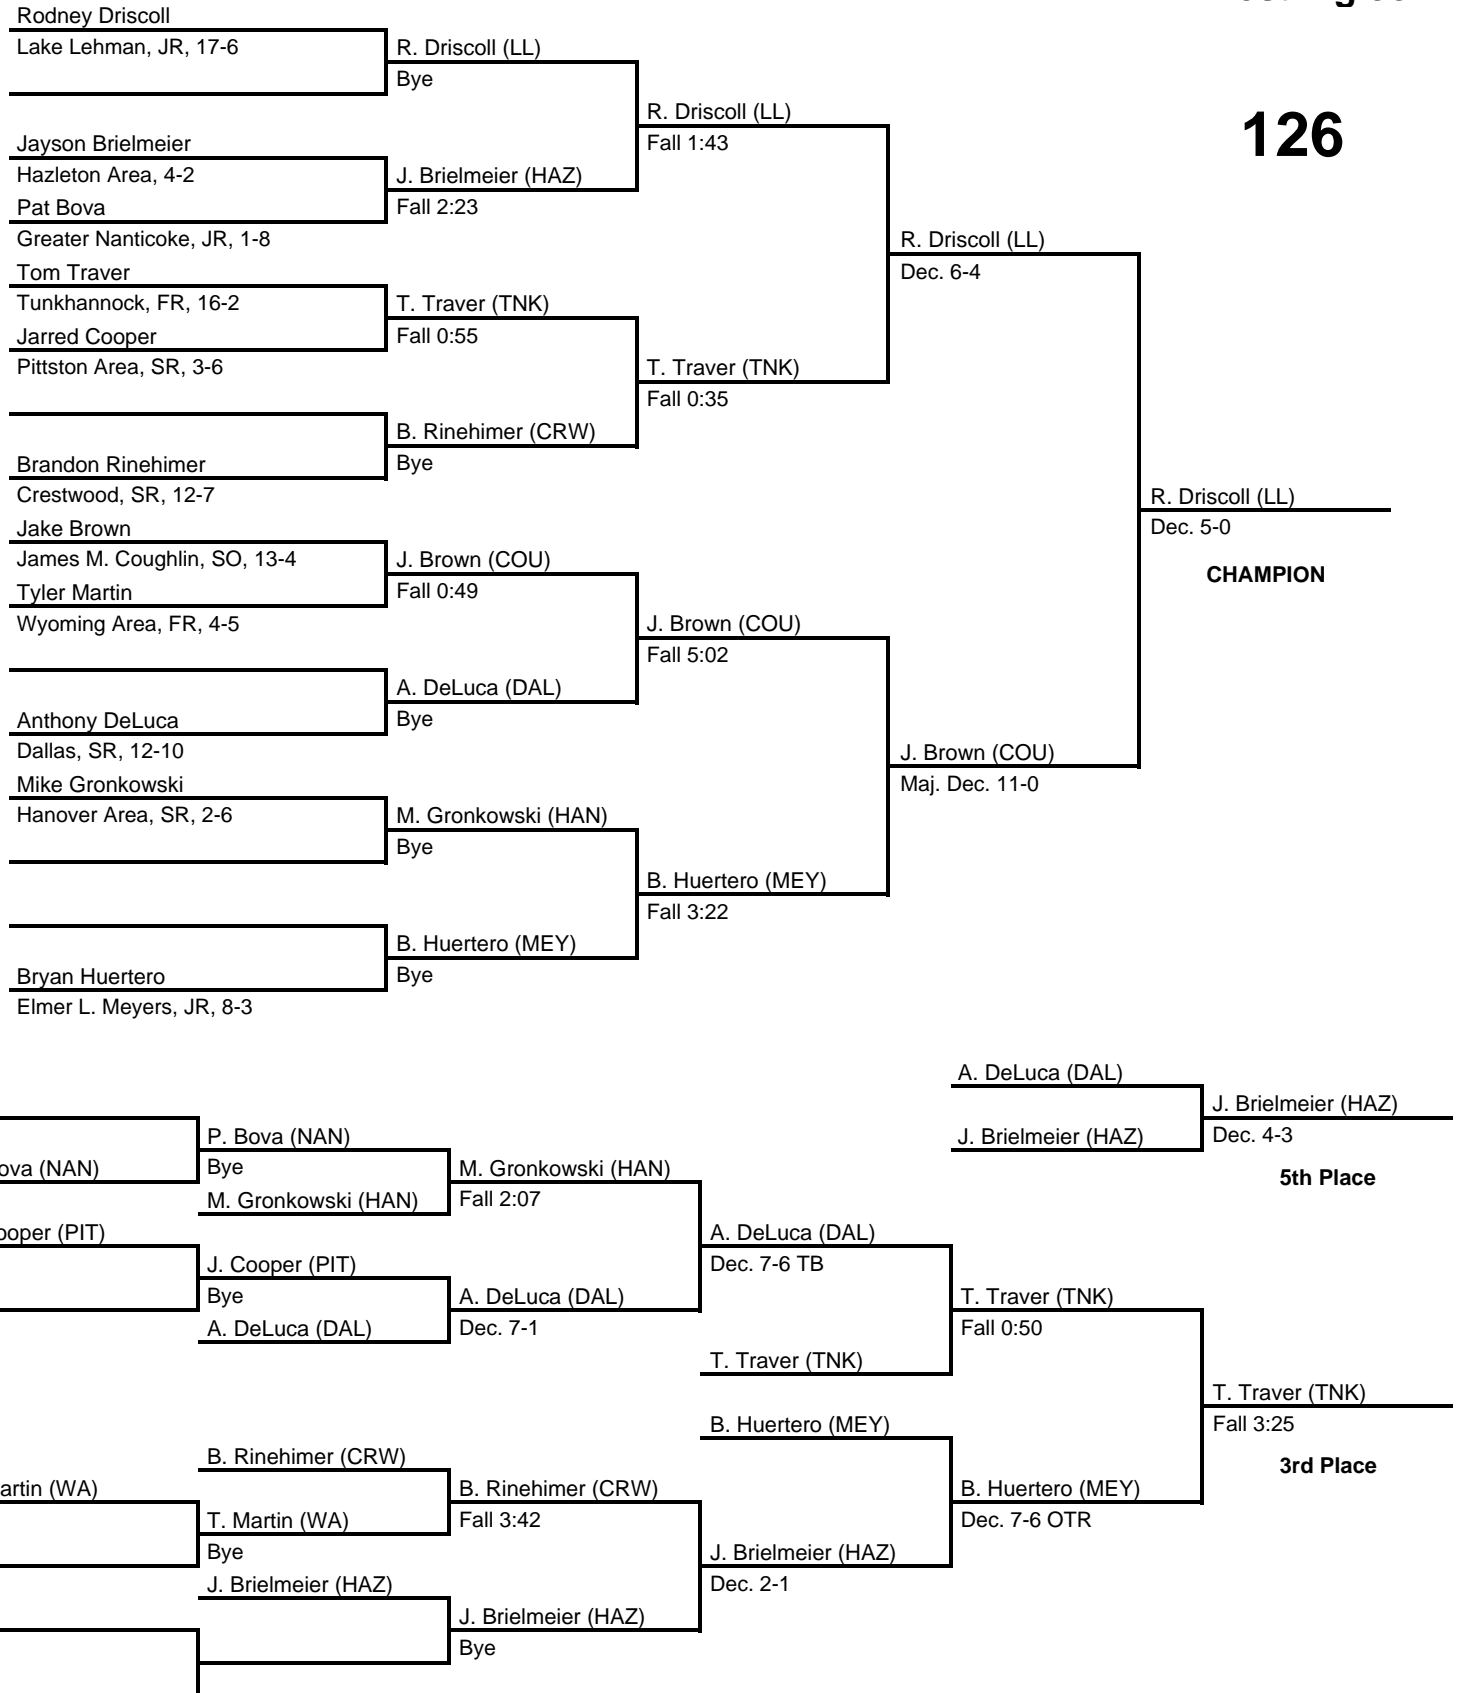 Rodney Driscoll
Lake Lehman, JR, 17-6
R. Driscoll (LL)
Bye
R. Driscoll (LL)
Fall 1:43
126
Jayson Brielmeier
Hazleton Area, 4-2
J. Brielmeier (HAZ)
Pat Bova
Fall 2:23
Greater Nanticoke, JR, 1-8
R. Driscoll (LL)
Dec. 6-4
Tom Traver
Tunkhannock, FR, 16-2
T. Traver (TNK)
Jarred Cooper
Fall 0:55
Pittston Area, SR, 3-6
T. Traver (TNK)
Fall 0:35
B. Rinehimer (CRW)
Brandon Rinehimer
Bye
Crestwood, SR, 12-7
R. Driscoll (LL)
Dec. 5-0
CHAMPION
Jake Brown
James M. Coughlin, SO, 13-4
J. Brown (COU)
Tyler Martin
Fall 0:49
Wyoming Area, FR, 4-5
J. Brown (COU)
Fall 5:02
A. DeLuca (DAL)
Anthony DeLuca
Bye
Dallas, SR, 12-10
J. Brown (COU)
Maj. Dec. 11-0
Mike Gronkowski
Hanover Area, SR, 2-6
M. Gronkowski (HAN)
Bye
B. Huertero (MEY)
Fall 3:22
B. Huertero (MEY)
Bryan Huertero
Bye
Elmer L. Meyers, JR, 8-3
A. DeLuca (DAL)
J. Brielmeier (HAZ)
J. Brielmeier (HAZ)
Dec. 4-3
5th Place
P. Bova (NAN)
ova (NAN)
Bye
M. Gronkowski (HAN)
M. Gronkowski (HAN)
Fall 2:07
ooper (PIT)
A. DeLuca (DAL)
Dec. 7-6 TB
J. Cooper (PIT)
Bye
A. DeLuca (DAL)
A. DeLuca (DAL)
Dec. 7-1
T. Traver (TNK)
Fall 0:50
T. Traver (TNK)
T. Traver (TNK)
Fall 3:25
3rd Place
B. Huertero (MEY)
B. Rinehimer (CRW)
artin (WA)
B. Rinehimer (CRW)
Fall 3:42
B. Huertero (MEY)
Dec. 7-6 OTR
T. Martin (WA)
Bye
J. Brielmeier (HAZ)
Dec. 2-1
J. Brielmeier (HAZ)
J. Brielmeier (HAZ)
Bye